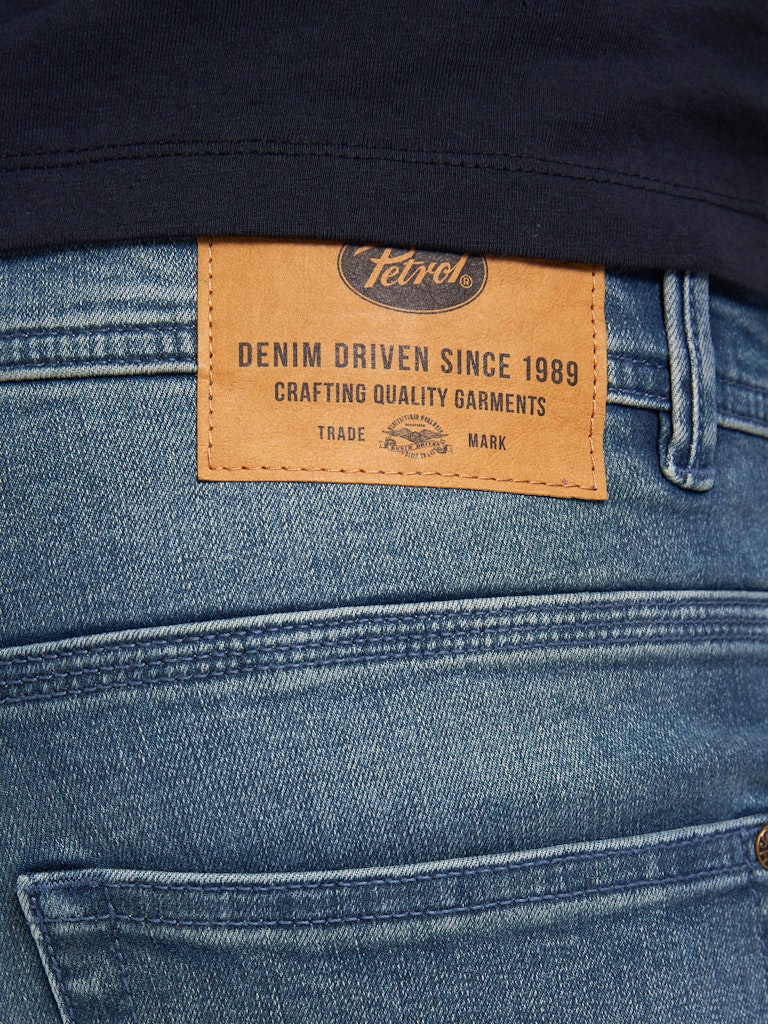 Petrol®
DENIM DRIVEN SINCE 1989
CRAFTING QUALITY GARMENTS
TRADE MARK